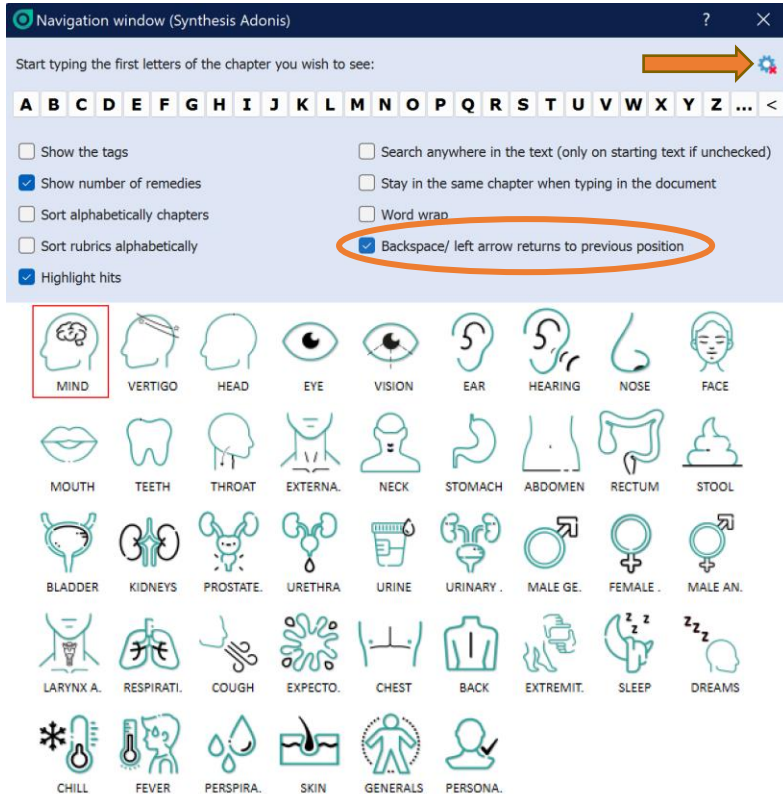 Navigation window (Synthesis Adonis) ?
Start typing the first letters of the chapter you wish to see:
A B C D E F G H I J K L M N O P Q R S T U V W X Y Z ... <
Show the tags
Search anywhere in the text (only on starting text if unchecked)
Show number of remedies
Stay in the same chapter when typing in the document
Sort alphabetically chapters
Word wrap
Sort rubrics alphabetically
Backspace/ left arrow returns to previous position
Highlight hits
MIND VERTIGO HEAD EYE VISION EAR HEARING NOSE FACE
MOUTH TEETH THROAT EXTERNA. NECK STOMACH ABDOMEN RECTUM STOOL
BLADDER KIDNEYS PROSTATE. URETHRA URINE URINARY . MALE GE. FEMALE . MALE AN.
z z z
z z z
LARYNX A. RESPIRATI. COUGH EXPECTO. CHEST BACK EXTREMIT. SLEEP DREAMS
CHILL FEVER PERSPIRA. SKIN GENERALS PERSONA.